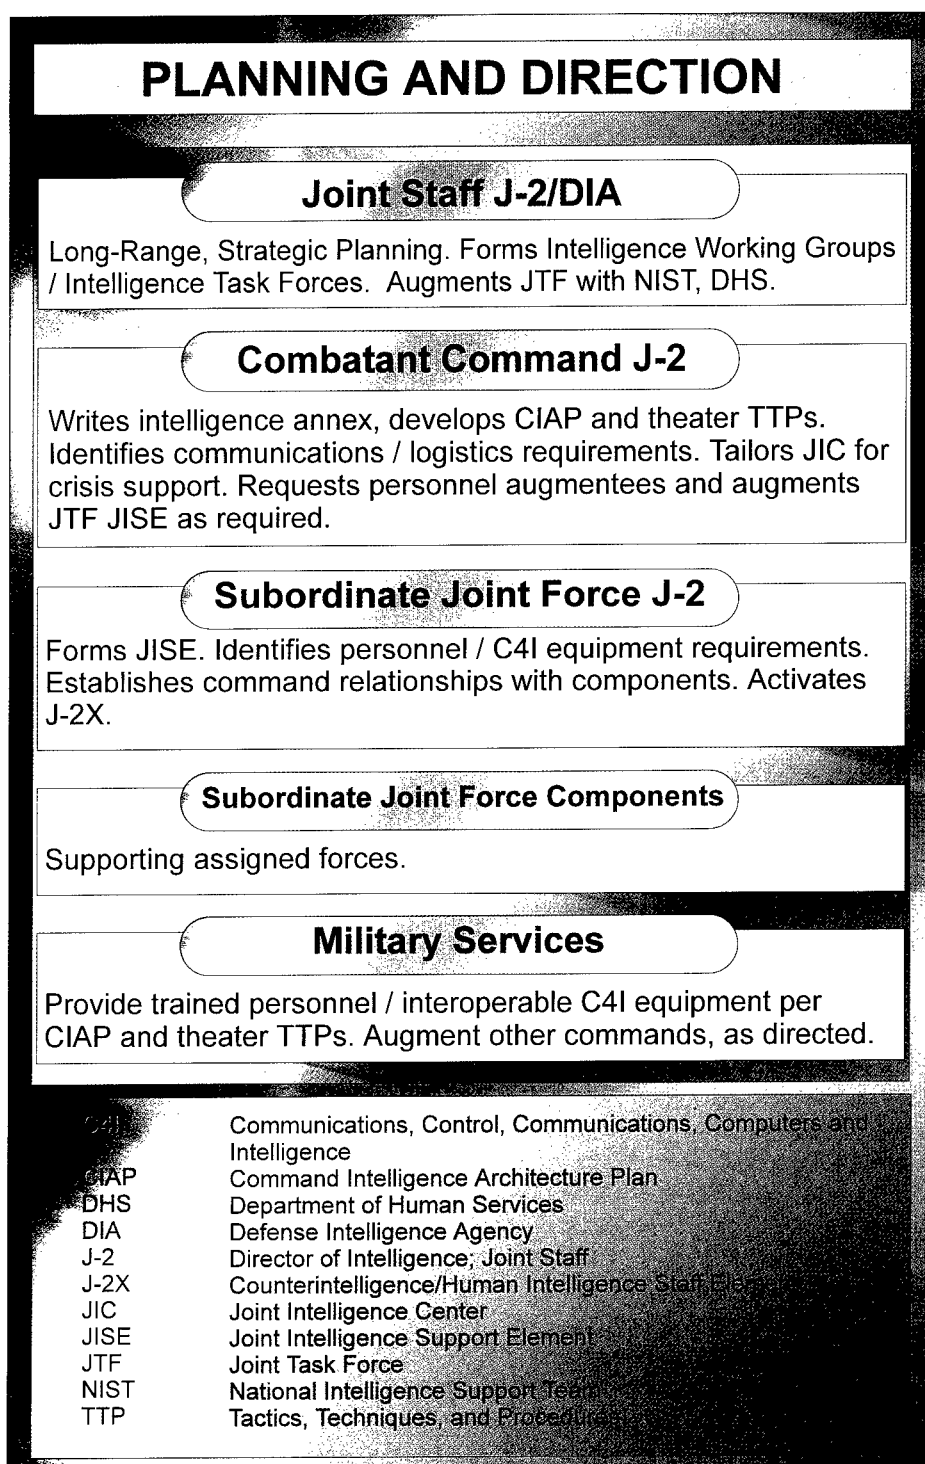 PLANNING AND DIRECTION
Joint Staff J-2/DIA
Long-Range, Strategic Planning. Forms Intelligence Working Groups
/ Intelligence Task Forces. Augments JTF with NIST, DHS.
Combatant Command J-2
Writes intelligence annex, develops CIAP and theater TTPs.
Identifies communications / logistics requirements. Tailors JIC for
crisis support. Requests personnel augmentees and augments
JTF JISE as required.
Subordinate Joint Force J-2
Forms JISE. Identifies personnel / C4I equipment requirements.
Establishes command relationships with components. Activates
J-2X.
Subordinate Joint Force Components
Supporting assigned forces.
Military Services
Provide trained personnel / interoperable C4I equipment per
CIAP and theater TTPs. Augment other commands, as directed.
C4I Communications, Control, Communications, Computers and
Intelligence
CIAP Command Intelligence Architecture Plan
DHS Department of Human Services
DIA Defense Intelligence Agency
J-2 Director of Intelligence, Joint Staff
J-2X Counterintelligence/Human Intelligence Staff Element
JIC Joint Intelligence Center
JISE Joint Intelligence Support Element
JTF Joint Task Force
NIST National Intelligence Support Team
TTP Tactics, Techniques, and Procedures